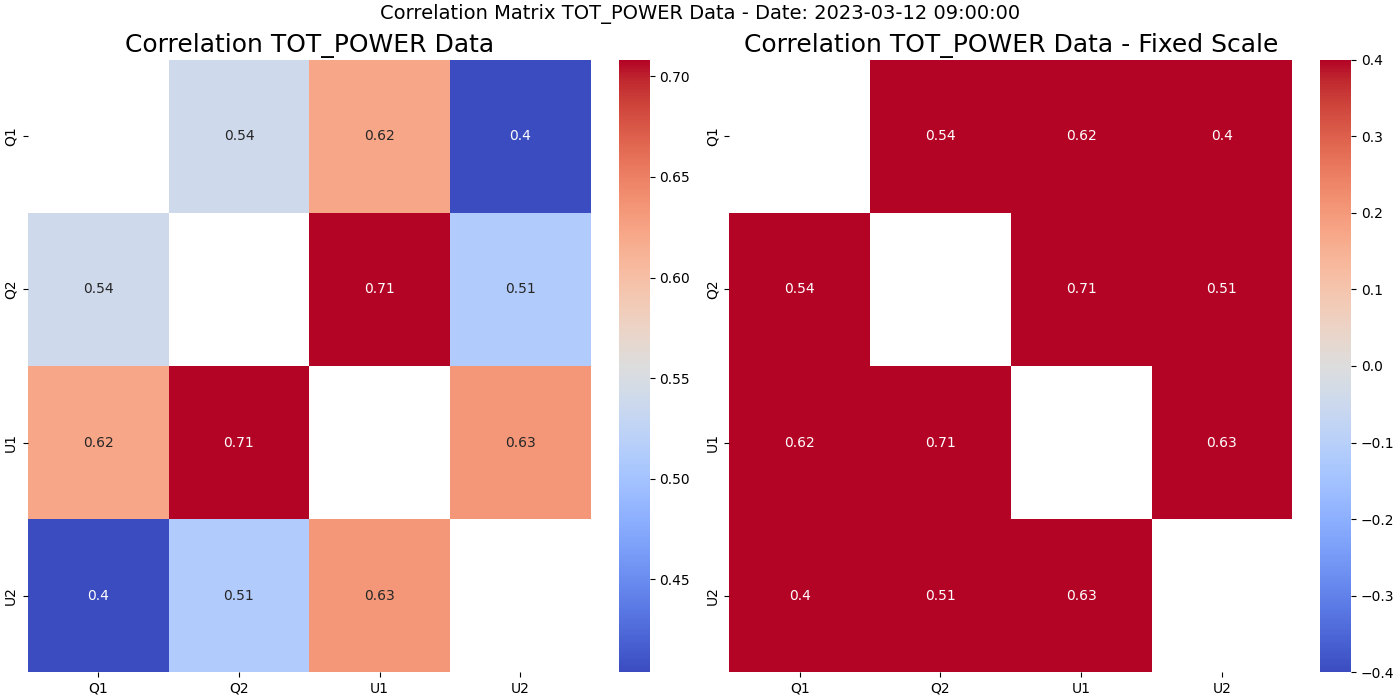 Correlation Matrix TOT_POWER Data - Date: 2023-03-12 09:00:00
Correlation TOT_POWER Data
Q1
0.54
0.62
0.4
Q2
0.54
0.71
0.51
U1
0.62
0.71
0.63
U2
0.4
0.51
0.63
Q1
Q2
U1
U2
0.70
0.65
0.60
0.55
0.50
0.45
Correlation TOT_POWER Data - Fixed Scale
Q1
0.54
0.62
0.4
Q2
0.54
0.71
0.51
U1
0.62
0.71
0.63
U2
0.4
0.51
0.63
Q1
Q2
U1
U2
0.4
0.3
0.2
0.1
0.0
−0.1
−0.2
−0.3
−0.4